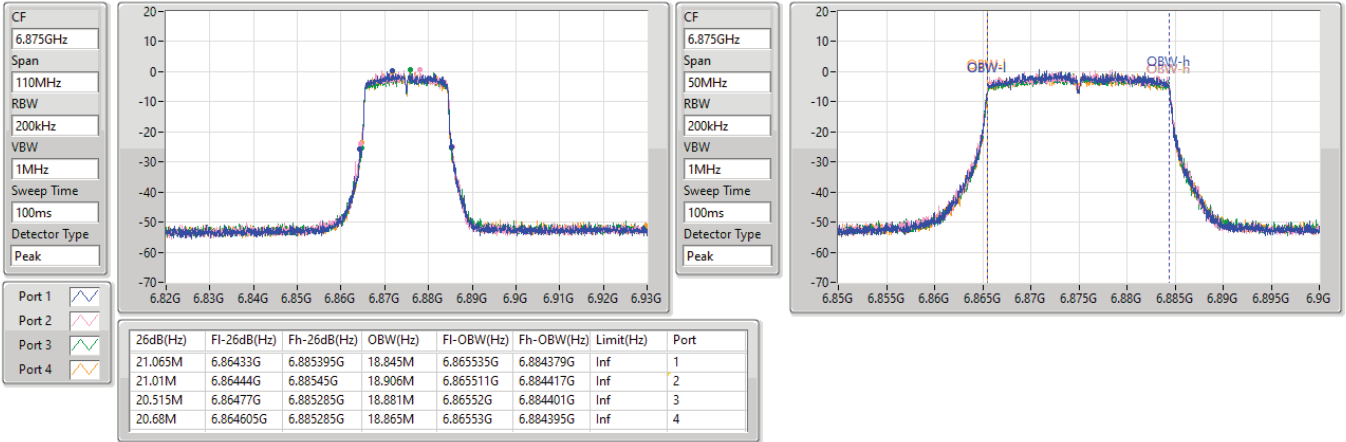 CF
6.875GHz
Span
110MHz
RBW
200kHz
VBW
1MHz
Sweep Time
100ms
Detector Type
Peak
20
10
0
-10
-20
-30
-40
-50
-60
-70
6.82G 6.83G 6.84G 6.85G 6.86G 6.87G 6.88G 6.89G 6.9G 6.91G 6.92G 6.93G
CF
6.875GHz
Span
50MHz
RBW
200kHz
VBW
1MHz
Sweep Time
100ms
Detector Type
Peak
20
10
0
-10
-20
-30
-40
-50
-60
-70
OBW-l
OBW-h
OBW-h
6.85G 6.855G 6.86G 6.865G 6.87G 6.875G 6.88G 6.885G 6.89G 6.895G 6.9G
Port 1
Port 2
Port 3
Port 4
26dB(Hz) Fl-26dB(Hz) Fh-26dB(Hz) OBW(Hz) Fl-OBW(Hz) Fh-OBW(Hz) Limit(Hz) Port
21.065M 6.86433G 6.885395G 18.845M 6.865535G 6.884379G Inf 1
21.01M 6.86444G 6.88545G 18.906M 6.865511G 6.884417G Inf 2
20.515M 6.86477G 6.885285G 18.881M 6.86552G 6.884401G Inf 3
20.68M 6.864605G 6.885285G 18.865M 6.86553G 6.884395G Inf 4